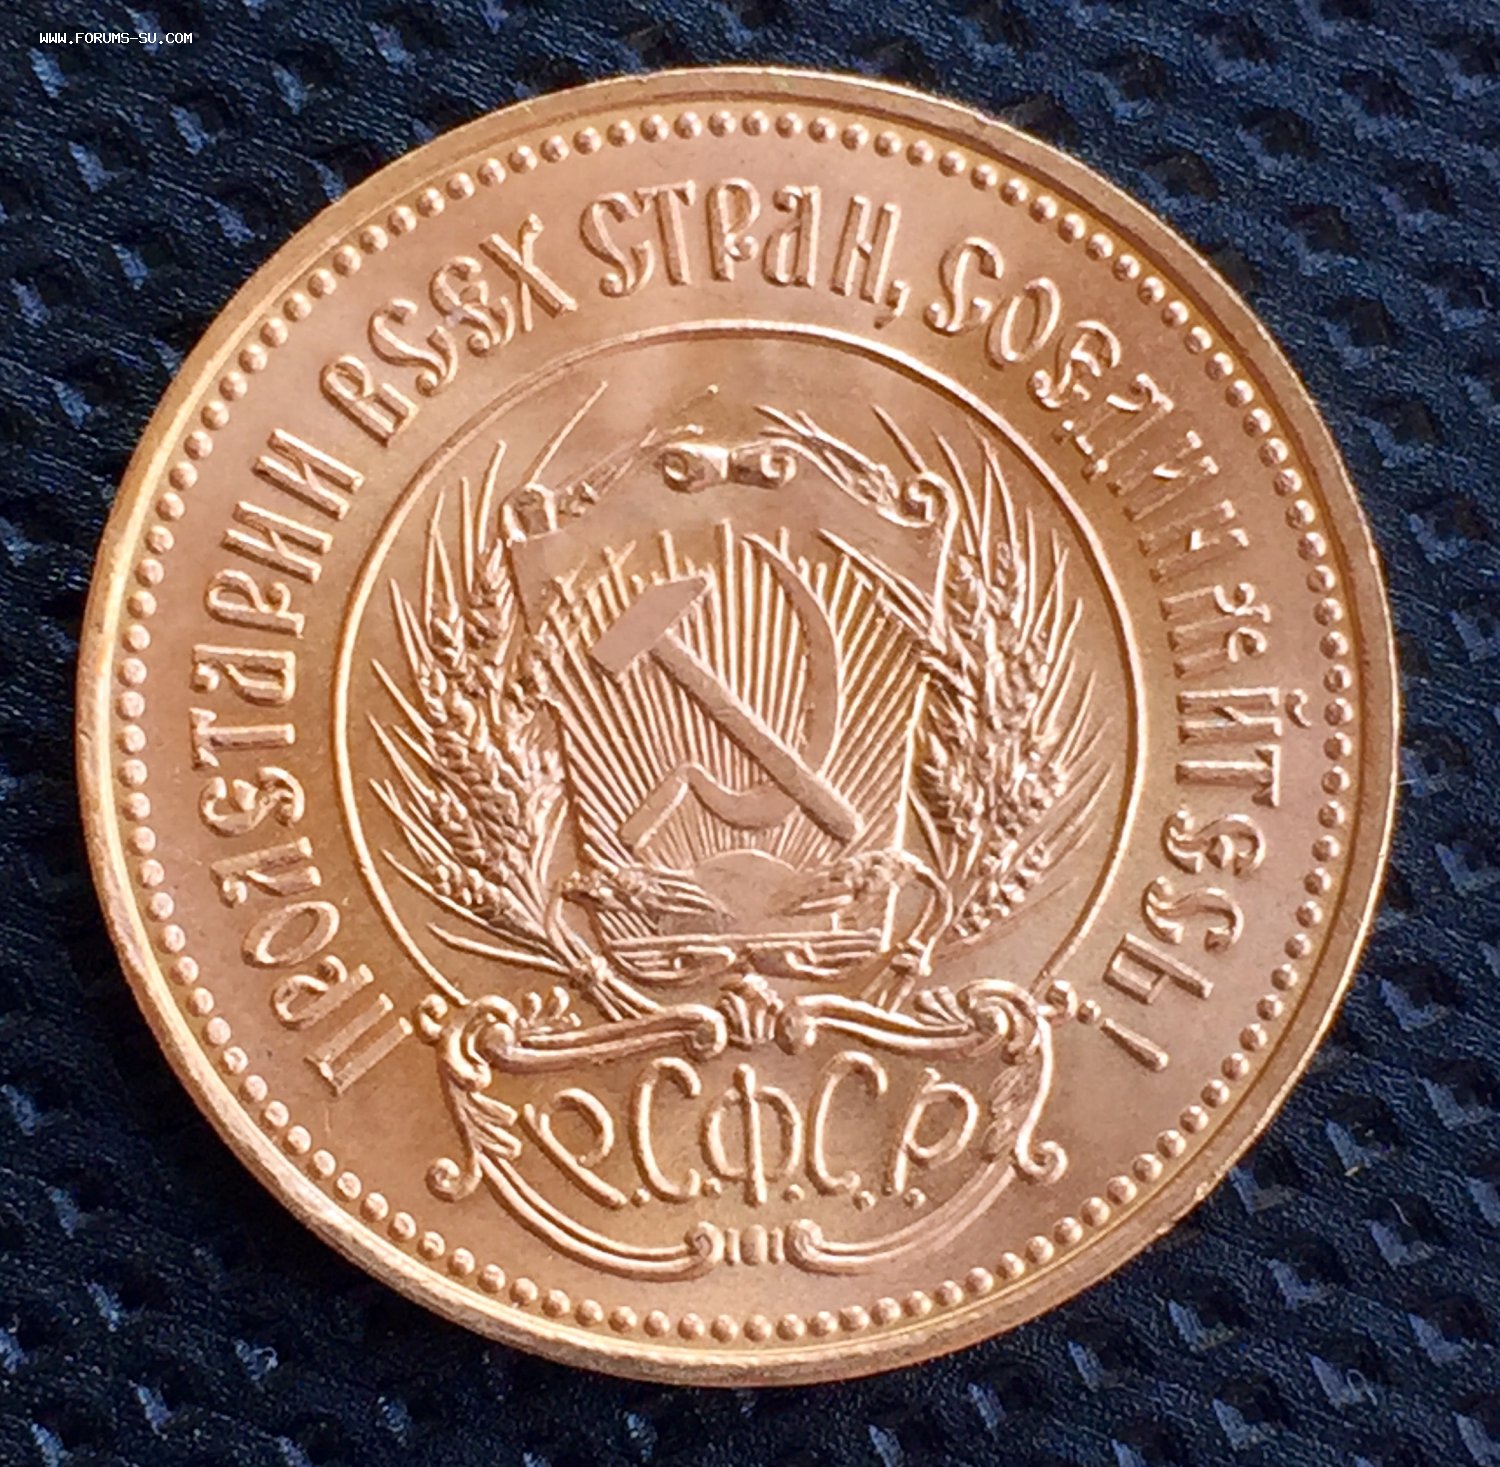 WWW.FORUMS-SU.COM
ПРОЛЕТАРИИ ВСЕХ СТРАН, СОЕДИНЯЙТЕСЬ!
Р.С.Ф.С.Р.